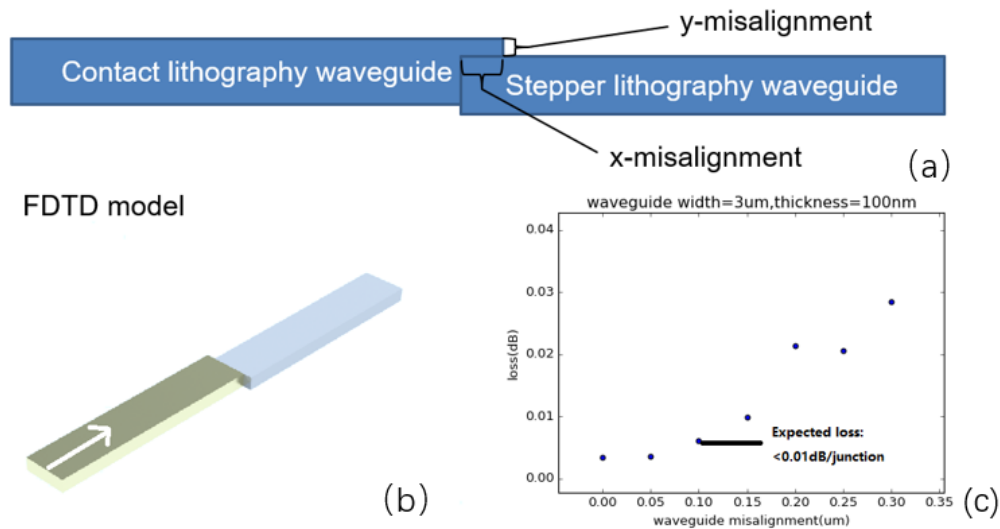 y-misalignment
Contact lithography waveguide
Stepper lithography waveguide
x-misalignment
(a)
FDTD model
(b)
waveguide width=3um,thickness=100nm
0.04
0.03
0.02
0.01
0.00
loss(dB)
Expected loss:
<0.01dB/junction
0.00 0.05 0.10 0.15 0.20 0.25 0.30 0.35
waveguide misalignment(um)
(c)